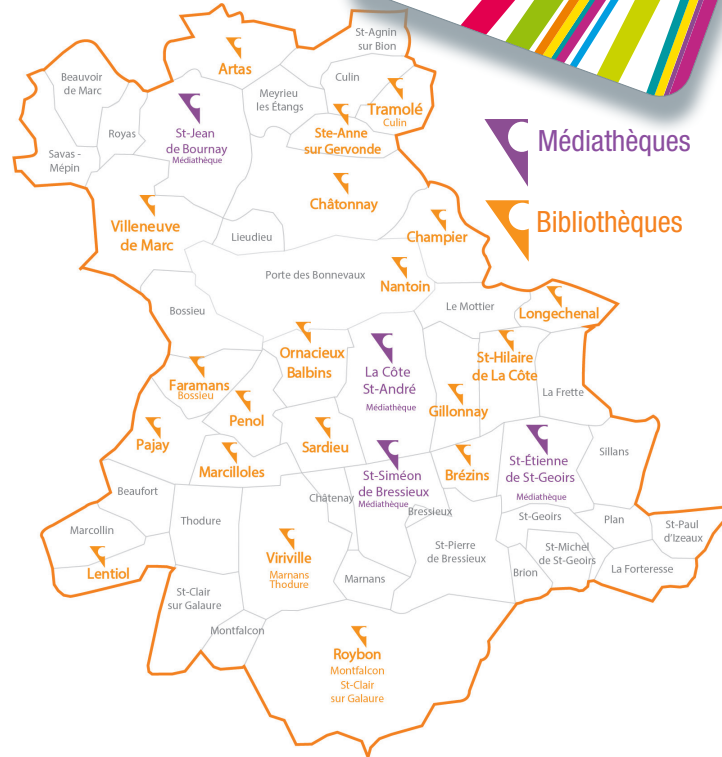 St-Agnin
sur Bion
Artas
Beauvoir
de Marc
Culin
Meyrieu
les Étangs
Tramolé
Culin
St-Jean
de Bournay
Médiathèque
Royas
Ste-Anne
sur Gervonde
Médiathèques
Savas -
Mépin
Châtonnay
Villeneuve
de Marc
Lieudieu
Champier
Bibliothèques
Porte des Bonnevaux
Nantoin
Bossieu
Le Mottier
Longechenal
Ornacieux
Balbins
La Côte
St-André
Médiathèque
St-Hilaire
de La Côte
Faramans
Bossieu
La Frette
Penol
Gillonnay
Pajay
Marcilloles
Sardieu
St-Siméon
de Bressieux
Médiathèque
Brézins
St-Étienne
de St-Geoirs
Médiathèque
Sillans
Beaufort
Châtenay
Bressieux
Marcollin
Thodure
St-Geoirs
Plan
St-Paul
d'Izeaux
Lentiol
Viriville
Marnans
Thodure
Marnans
St-Pierre
de Bressieux
Brion
St-Michel
de St-Geoirs
La Forteresse
St-Clair
sur Galaure
Montfalcon
Roybon
Montfalcon
St-Clair
sur Galaure